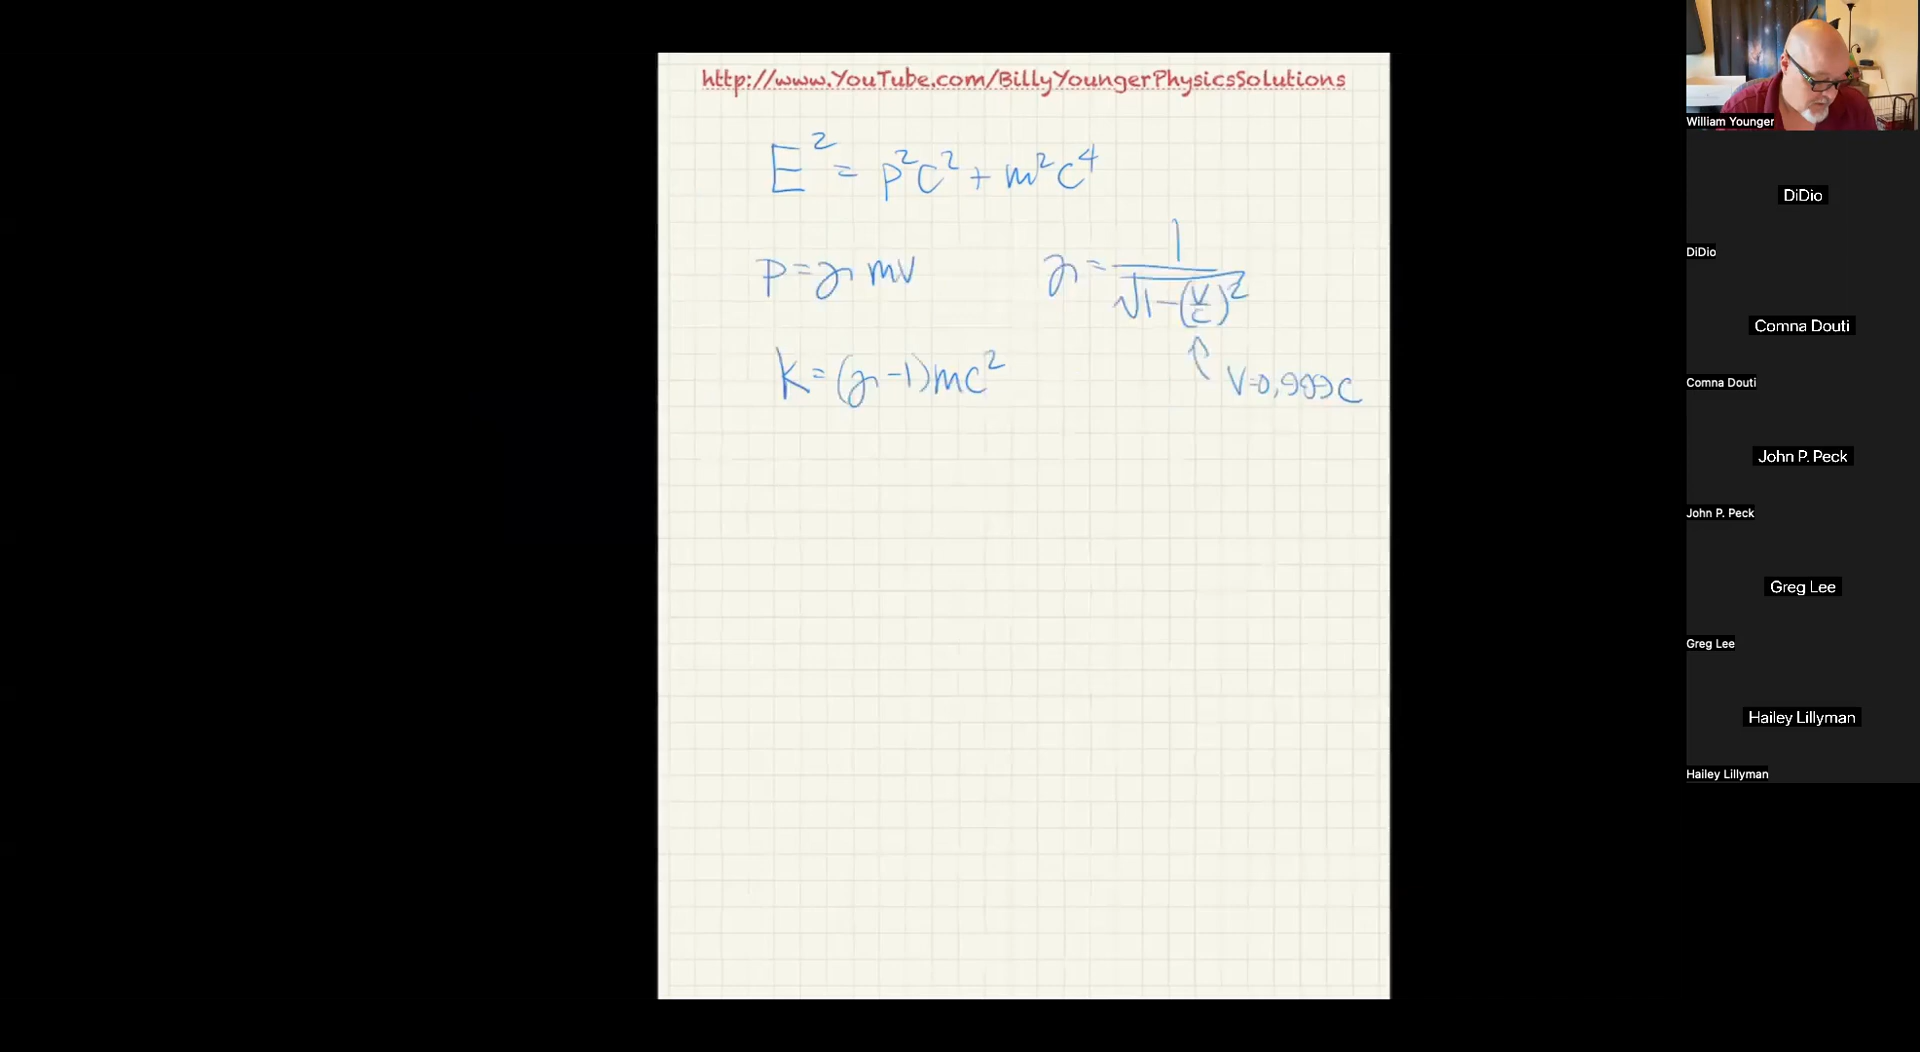 http://www.YouTube.com/BillyYoungerPhysicsSolutions
E² = p²c² + m²c⁴
p = γmv
γ = 1/√(1-(v/c)²)
K = (γ-1)mc²
V=0,999C
William Younger
DiDio
DiDio
Comna Douti
Comna Douti
John P. Peck
John P. Peck
Greg Lee
Greg Lee
Hailey Lillyman
Hailey Lillyman